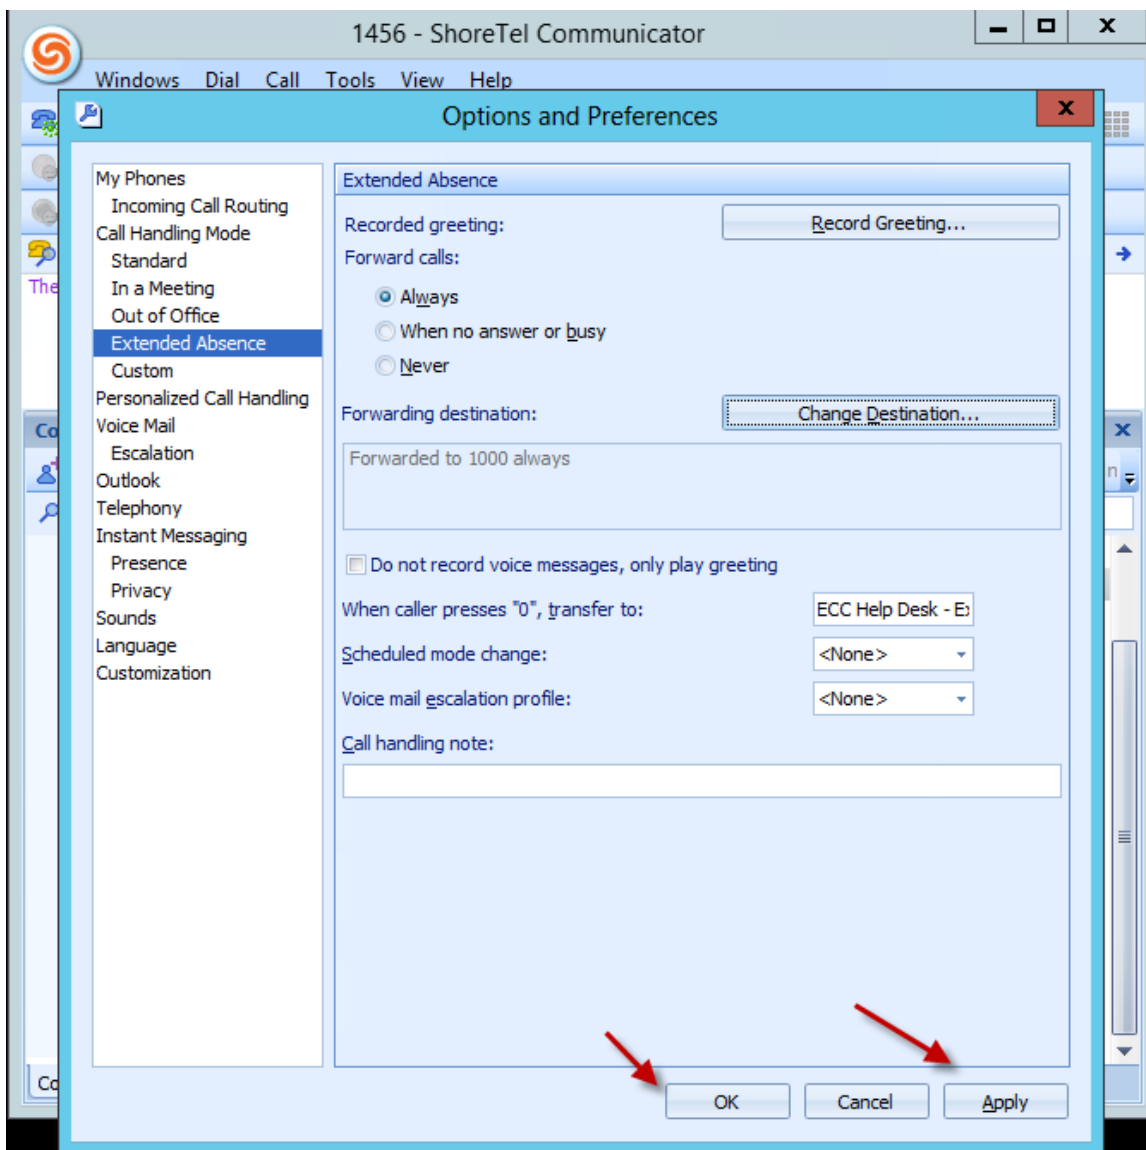 1456 - ShoreTel Communicator
Windows Dial Call Tools View Help
Options and Preferences
My Phones
Incoming Call Routing
Call Handling Mode
Standard
In a Meeting
Out of Office
Extended Absence
Custom
Personalized Call Handling
Voice Mail
Escalation
Outlook
Telephony
Instant Messaging
Presence
Privacy
Sounds
Language
Customization
Extended Absence
Recorded greeting:
Record Greeting...
Forward calls:
Always
When no answer or busy
Never
Forwarding destination:
Change Destination...
Forwarded to 1000 always
Do not record voice messages, only play greeting
When caller presses "0", transfer to:
ECC Help Desk - Ex
Scheduled mode change:
<None>
Voice mail escalation profile:
<None>
Call handling note:
OK
Cancel
Apply
The
Co
n
Co